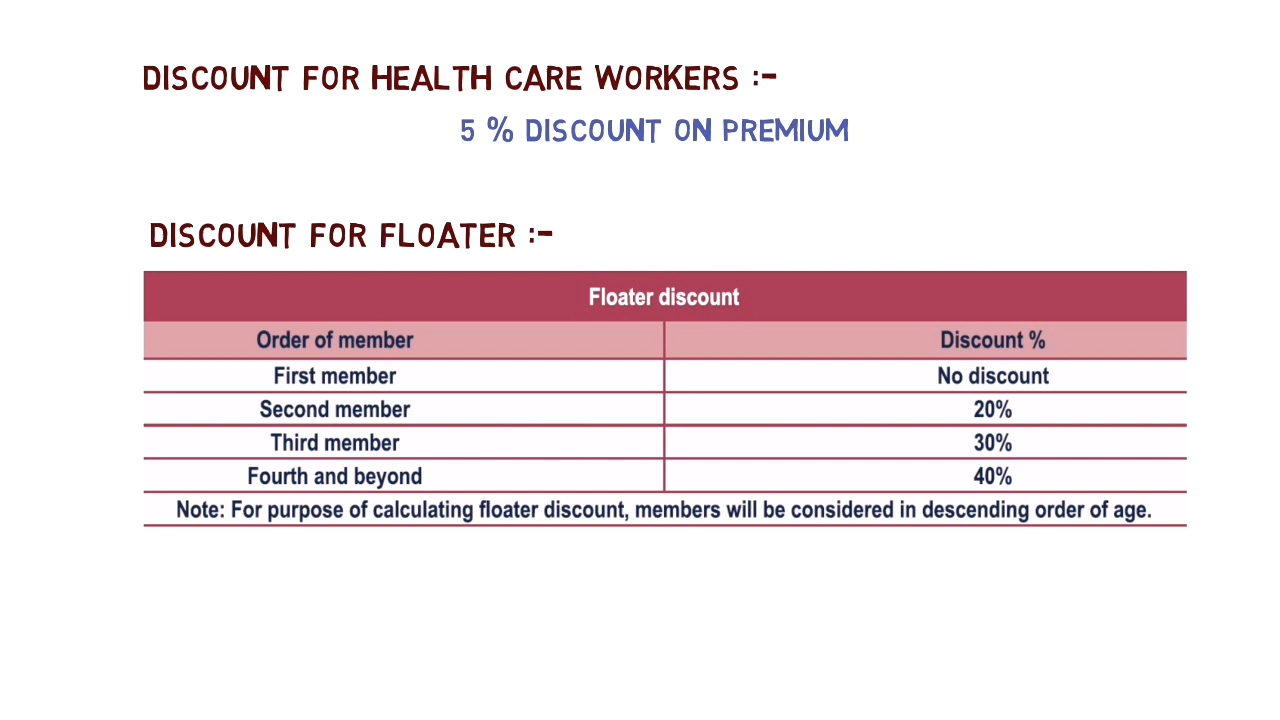 DISCOUNT FOR HEALTH CARE WORKERS :-
5 % DISCOUNT ON PREMIUM
DISCOUNT FOR FLOATER :-
Floater discount
Order of member Discount %
First member No discount
Second member 20%
Third member 30%
Fourth and beyond 40%
Note: For purpose of calculating floater discount, members will be considered in descending order of age.